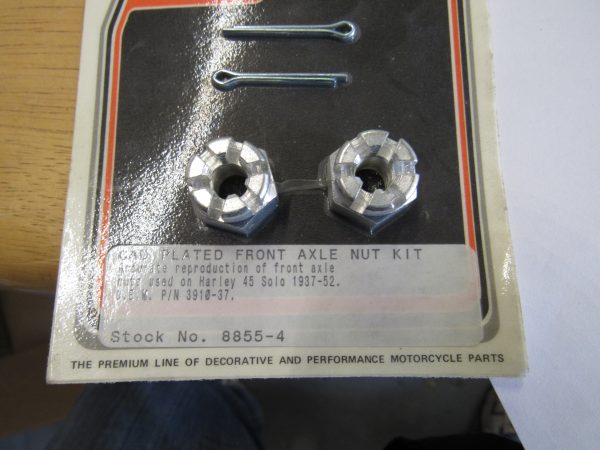 CAD PLATED FRONT AXLE NUT KIT
Accurate reproduction of front axle
nuts used on Harley 45 Solo 1937-52.
O.E.M. P/N 3910-37.
Stock No. 8855-4
THE PREMIUM LINE OF DECORATIVE AND PERFORMANCE MOTORCYCLE PARTS